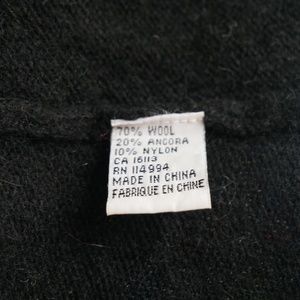 70% WOOL
20% ANGORA
10% NYLON
CA 16113
RN 114994
MADE IN CHINA
FABRIQUE EN CHINE